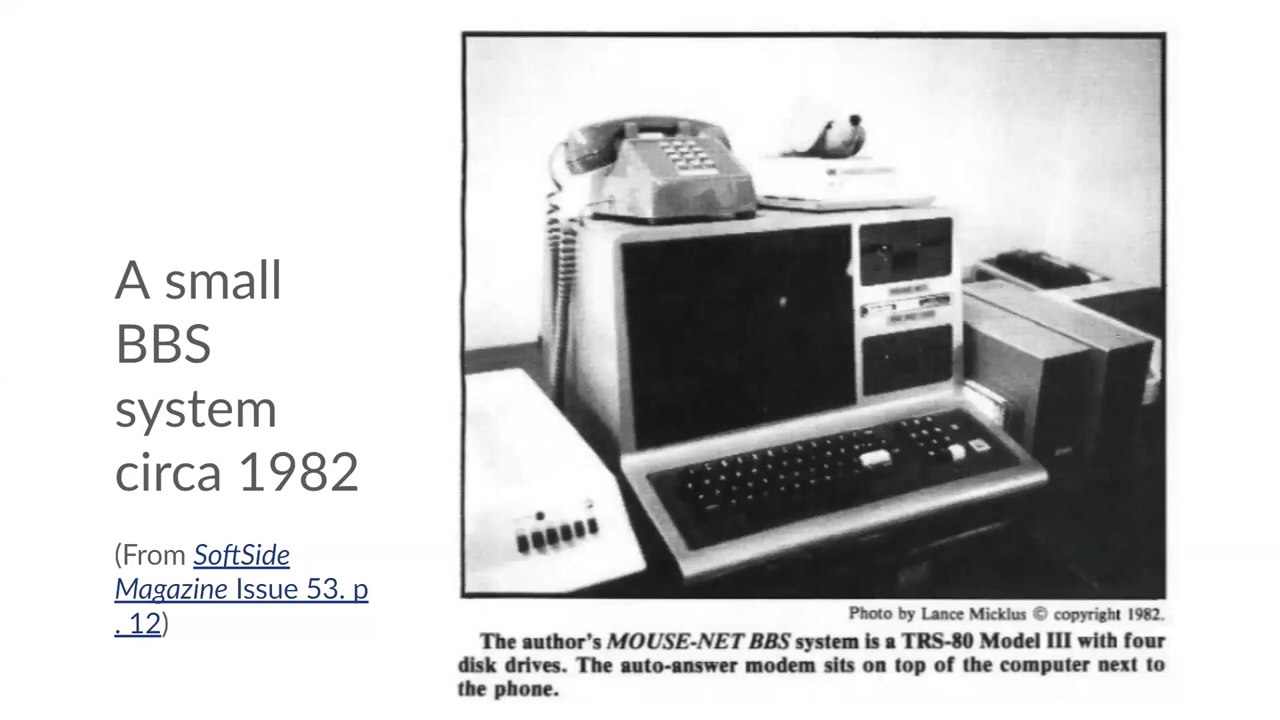 A small
BBS
system
circa 1982
(From SoftSide
Magazine Issue 53. p
. 12)
Photo by Lance Micklus © copyright 1982.
The author's MOUSE-NET BBS system is a TRS-80 Model III with four
disk drives. The auto-answer modem sits on top of the computer next to
the phone.